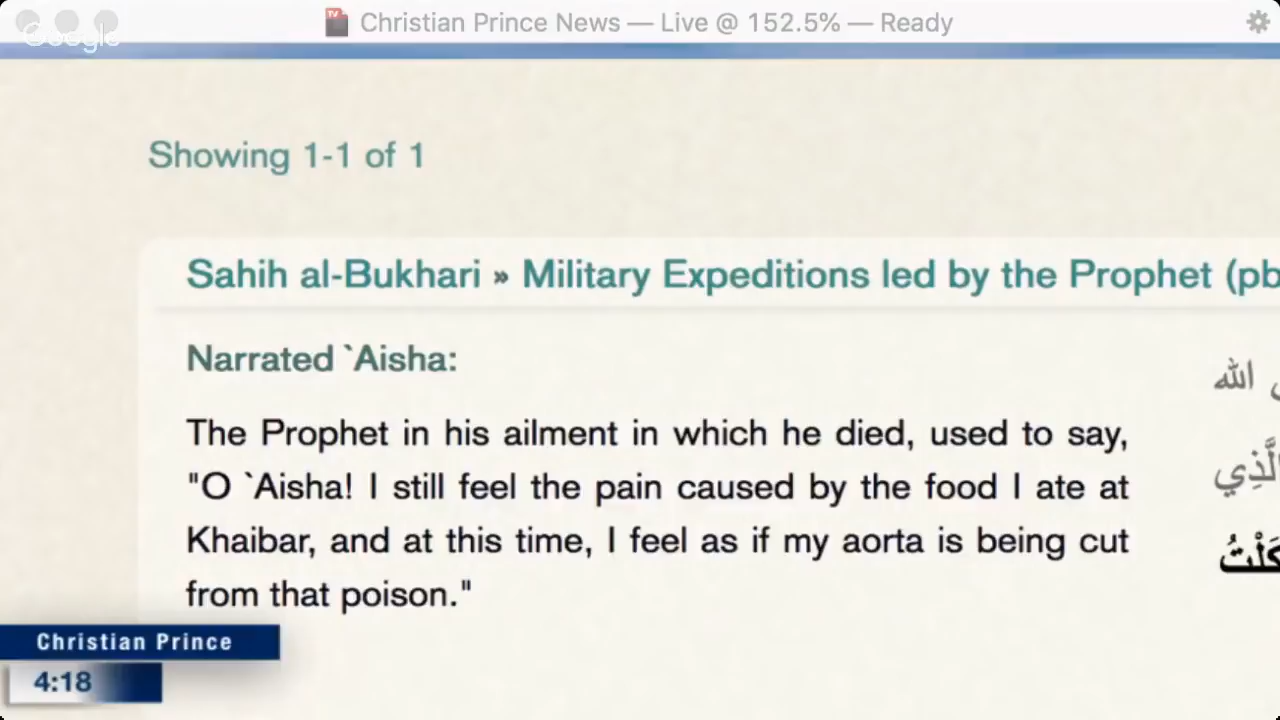 Google
Christian Prince News — Live @ 152.5% — Ready
Showing 1-1 of 1
Sahih al-Bukhari » Military Expeditions led by the Prophet (pb
Narrated `Aisha:
الله
The Prophet in his ailment in which he died, used to say,
"O `Aisha! I still feel the pain caused by the food I ate at
Khaibar, and at this time, I feel as if my aorta is being cut
from that poison."
Christian Prince
4:18